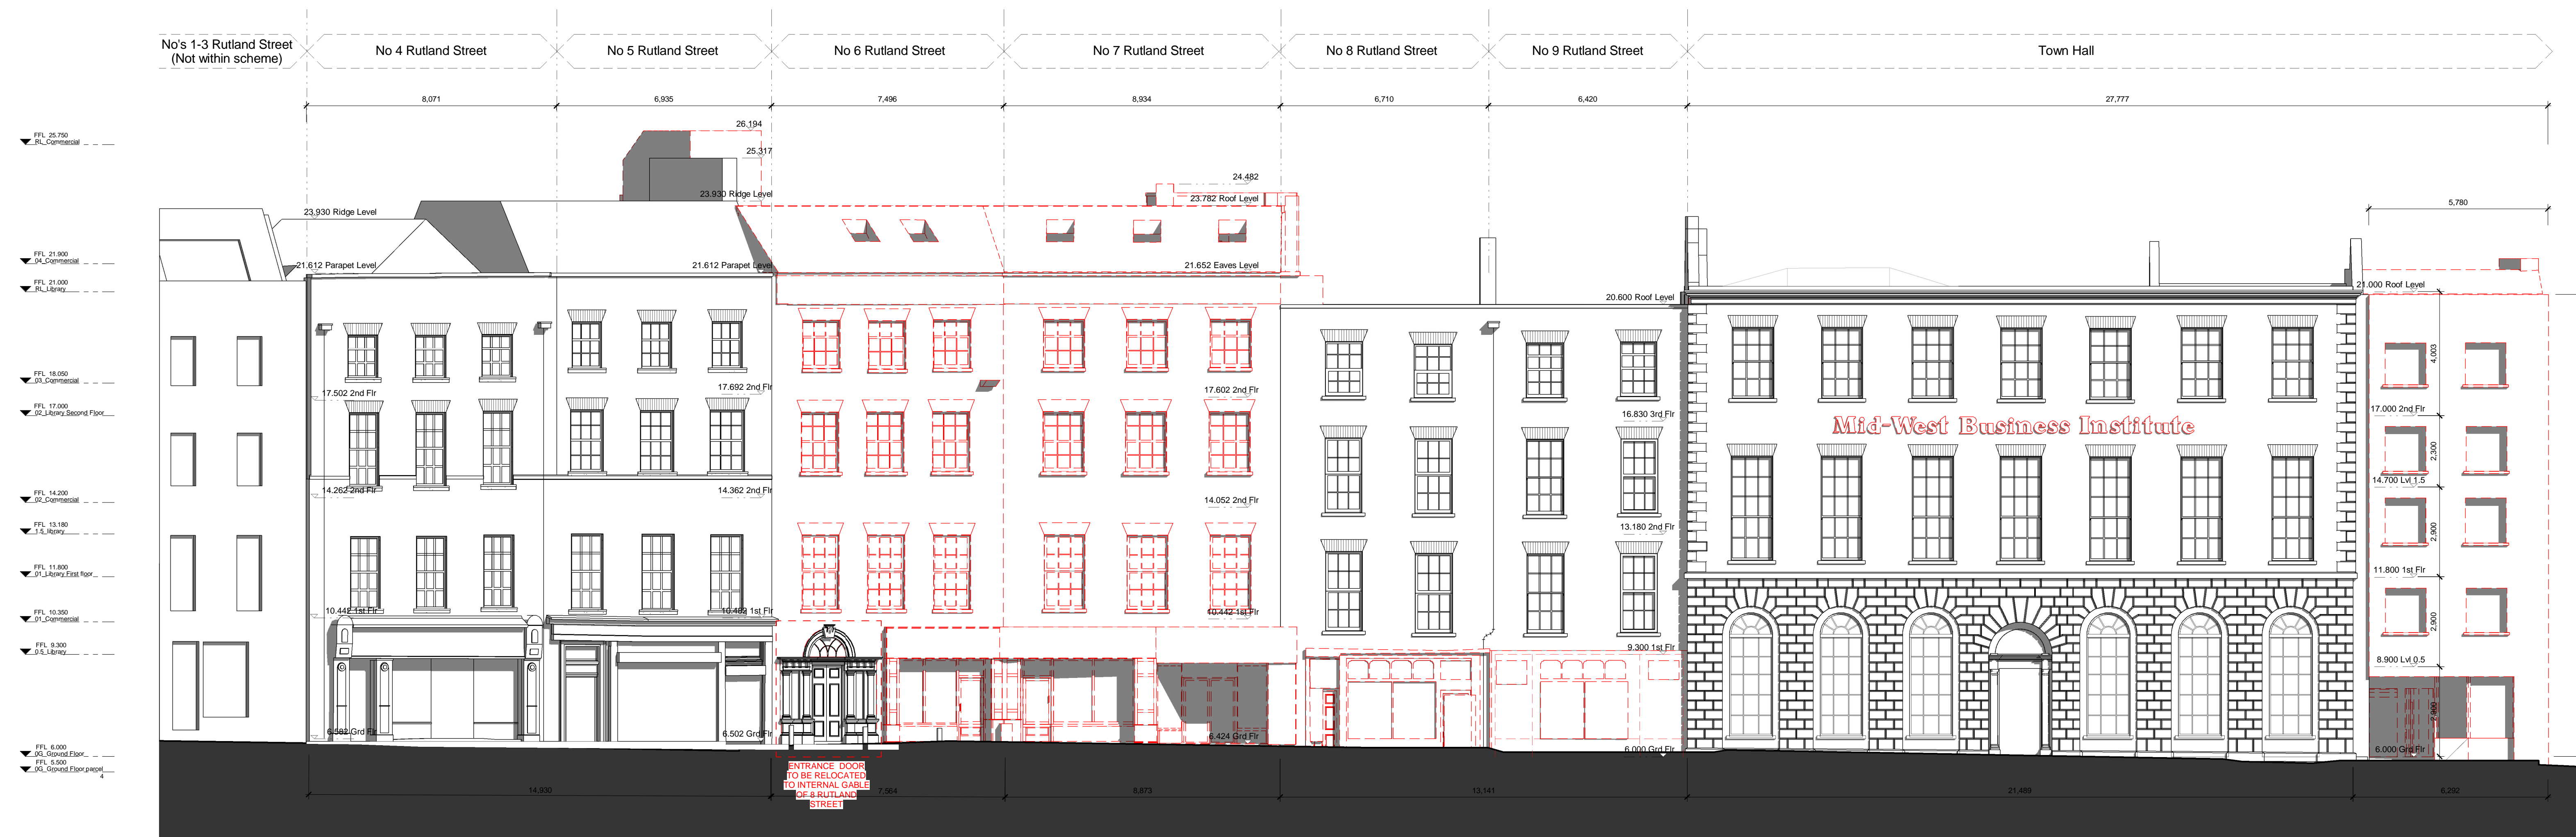 No's 1-3 Rutland Street
(Not within scheme)
No 4 Rutland Street
No 5 Rutland Street
No 6 Rutland Street
No 7 Rutland Street
No 8 Rutland Street
No 9 Rutland Street
Town Hall
8,071
6,935
7,496
8,934
6,710
6,420
27,777
5,780
FFL 25.750
RL_Commercial
FFL 21.900
04_Commercial
FFL 21.000
RL_Library
FFL 18.050
03_Commercial
FFL 17.000
02_Library Second Floor
FFL 14.200
02_Commercial
FFL 13.180
1.5_library
FFL 11.800
01_Library First floor
FFL 10.350
01_Commercial
FFL 9.300
0.5_Library
FFL 6.000
0G_Ground Floor
FFL 5.500
0G_Ground Floor parcel
4
26.194
25.317
23.930 Ridge Level
23.930 Ridge Level
24.482
23.782 Roof Level
21.612 Parapet Level
21.612 Parapet Level
21.652 Eaves Level
20.600 Roof Level
21.000 Roof Level
17.502 2nd Flr
17.692 2nd Flr
17.602 2nd Flr
16.830 3rd Flr
17.000 2nd Flr
Mid-West Business Institute
14.262 2nd Flr
14.362 2nd Flr
14.052 2nd Flr
13.180 2nd Flr
14.700 Lvl 1.5
10.442 1st Flr
10.462 1st Flr
10.442 1st Flr
9.300 1st Flr
11.800 1st Flr
8.900 Lvl 0.5
6.582 Grd Flr
6.502 Grd Flr
6.424 Grd Flr
6.000 Grd Flr
6.000 Grd Flr
4,003
2,300
2,900
2,900
2,900
ENTRANCE DOOR
TO BE RELOCATED
TO INTERNAL GABLE
OF 8 RUTLAND
STREET
14,930
7,564
8,873
13,141
21,489
6,292